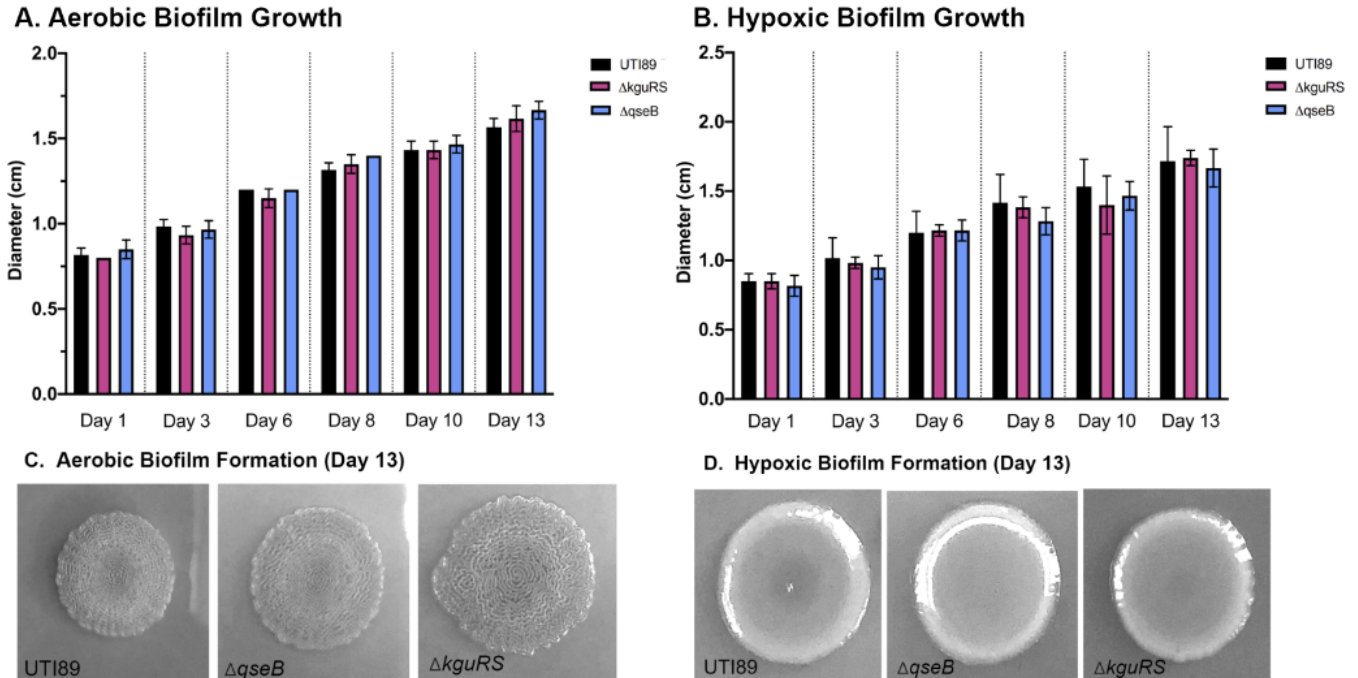 A. Aerobic Biofilm Growth
2.0
1.5
1.0
0.5
0.0
Diameter (cm)
Day 1 Day 3 Day 6 Day 8 Day 10 Day 13
UTI89
ΔkguRS
ΔqseB
B. Hypoxic Biofilm Growth
2.5
2.0
1.5
1.0
0.5
0.0
Diameter (cm)
Day 1 Day 3 Day 6 Day 8 Day 10 Day 13
UTI89
ΔkguRS
ΔqseB
C. Aerobic Biofilm Formation (Day 13)
UTI89 ΔqseB ΔkguRS
D. Hypoxic Biofilm Formation (Day 13)
UTI89 ΔqseB ΔkguRS